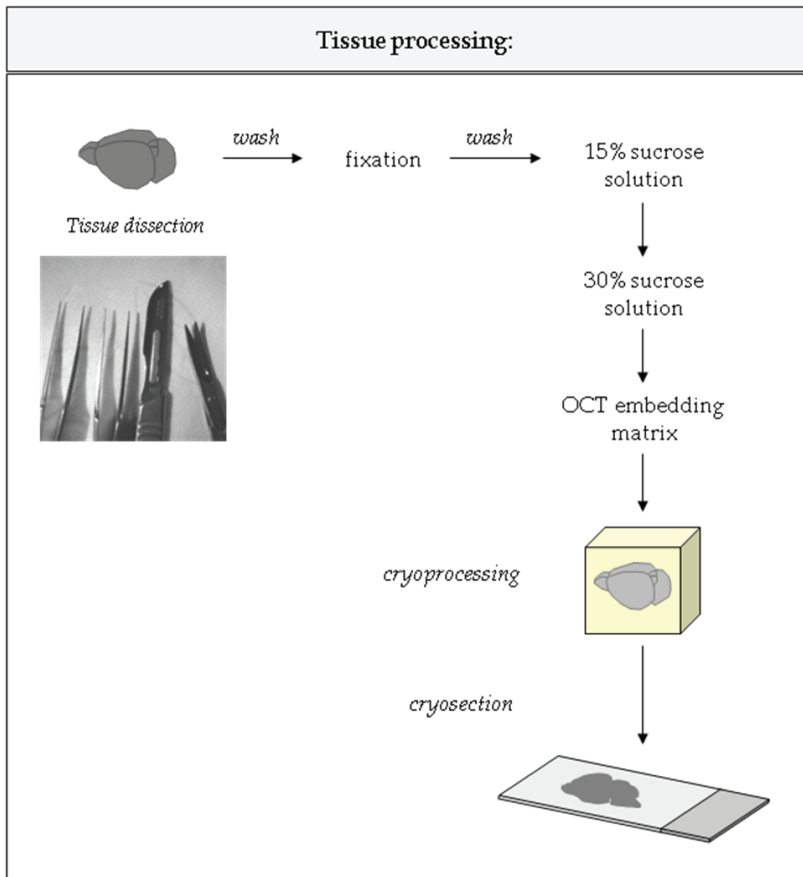 Tissue processing:
wash
fixation
wash
15% sucrose
solution
Tissue dissection
30% sucrose
solution
OCT embedding
matrix
cryoprocessing
cryosection